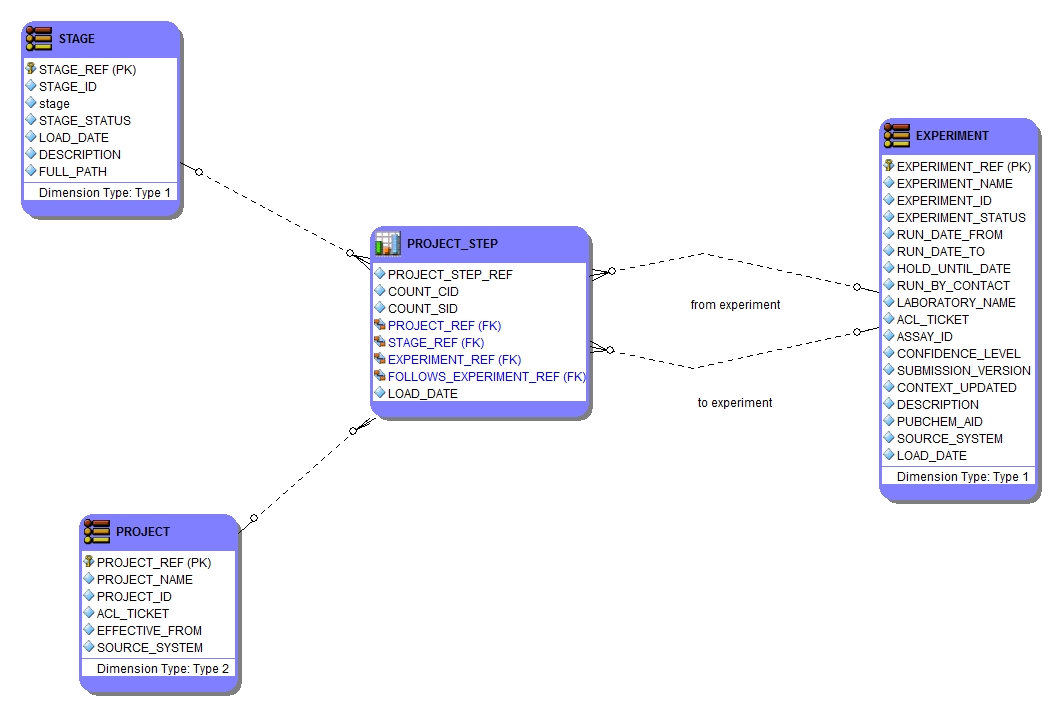 STAGE
STAGE_REF (PK)
STAGE_ID
stage
STAGE_STATUS
LOAD_DATE
DESCRIPTION
FULL_PATH
Dimension Type: Type 1
PROJECT_STEP
PROJECT_STEP_REF
COUNT_CID
COUNT_SID
PROJECT_REF (FK)
STAGE_REF (FK)
EXPERIMENT_REF (FK)
FOLLOWS_EXPERIMENT_REF (FK)
LOAD_DATE
from experiment
to experiment
EXPERIMENT
EXPERIMENT_REF (PK)
EXPERIMENT_NAME
EXPERIMENT_ID
EXPERIMENT_STATUS
RUN_DATE_FROM
RUN_DATE_TO
HOLD_UNTIL_DATE
RUN_BY_CONTACT
LABORATORY_NAME
ACL_TICKET
ASSAY_ID
CONFIDENCE_LEVEL
SUBMISSION_VERSION
CONTEXT_UPDATED
DESCRIPTION
PUBCHEM_AID
SOURCE_SYSTEM
LOAD_DATE
Dimension Type: Type 1
PROJECT
PROJECT_REF (PK)
PROJECT_NAME
PROJECT_ID
ACL_TICKET
EFFECTIVE_FROM
SOURCE_SYSTEM
Dimension Type: Type 2